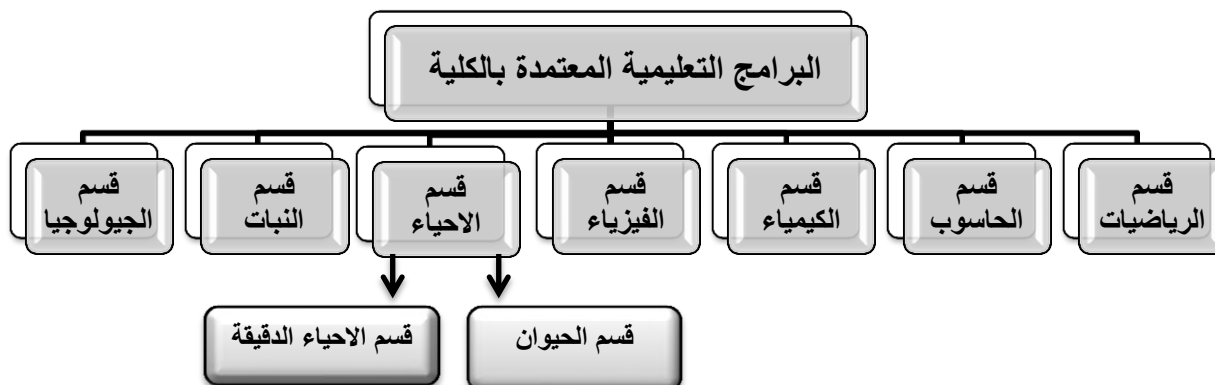 البرامج التعليمية المعتمدة بالكلية
قسم
الرياضيات
قسم
الحاسوب
قسم
الكيمياء
قسم
الفيزياء
قسم
الاحياء
قسم
النبات
قسم
الجيولوجيا
قسم الحيوان
قسم الاحياء الدقيقة